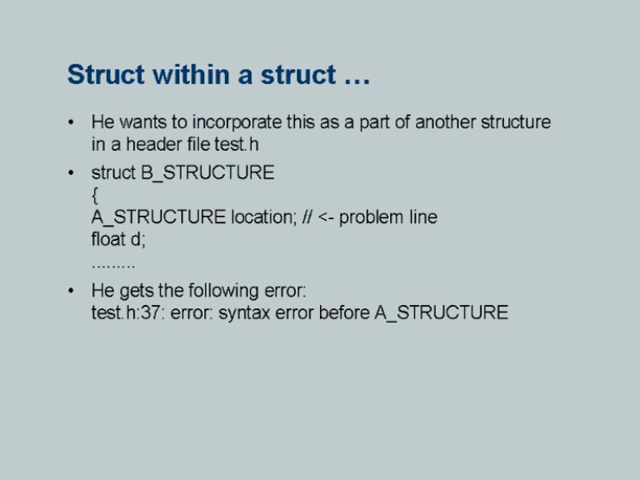 Struct within a struct …
• He wants to incorporate this as a part of another structure
in a header file test.h
• struct B_STRUCTURE
{
A_STRUCTURE location; // <- problem line
float d;
.........
• He gets the following error:
test.h:37: error: syntax error before A_STRUCTURE